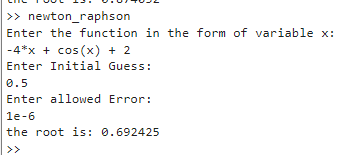 >> newton_raphson
Enter the function in the form of variable x:
-4*x + cos(x) + 2
Enter Initial Guess:
0.5
Enter allowed Error:
1e-6
the root is: 0.692425
>>